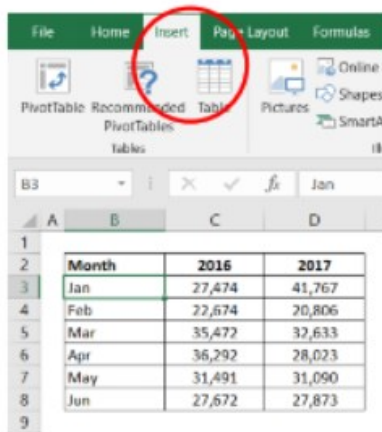 File Home Insert Page Layout Formulas
PivotTable Recommended PivotTables Table Pictures Online
Shapes
SmartA
Tables
B3 fx Jan
A B C D
1
2 Month 2016 2017
3 Jan 27,474 41,767
4 Feb 22,674 20,806
5 Mar 35,472 32,633
6 Apr 36,292 28,023
7 May 31,491 31,090
8 Jun 27,672 27,873
9